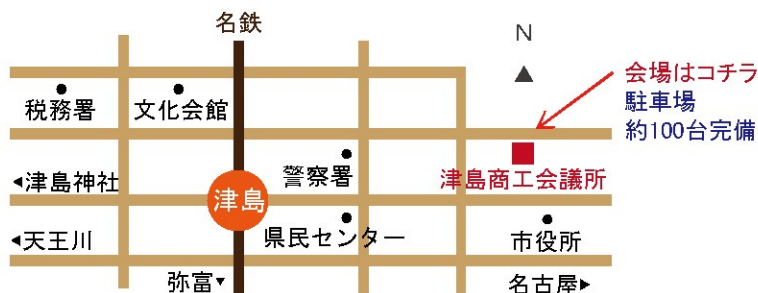 名鉄
N
▲
会場はコチラ
駐車場
約100台完備
税務署
文化会館
◂津島神社
津島
警察署
津島商工会議所
◂天王川
県民センター
市役所
弥富▾
名古屋▸